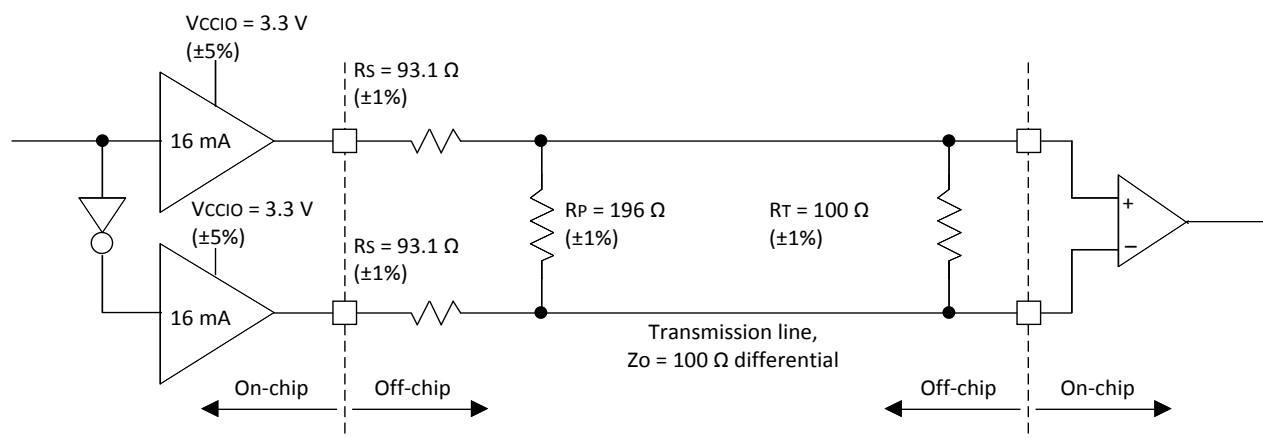 VCCIO = 3.3 V
(±5%)
RS = 93.1 Ω
(±1%)
16 mA
VCCIO = 3.3 V
(±5%)
RP = 196 Ω
(±1%)
RT = 100 Ω
(±1%)
+
−
RS = 93.1 Ω
(±1%)
16 mA
Transmission line,
Zo = 100 Ω differential
On-chip
Off-chip
Off-chip
On-chip